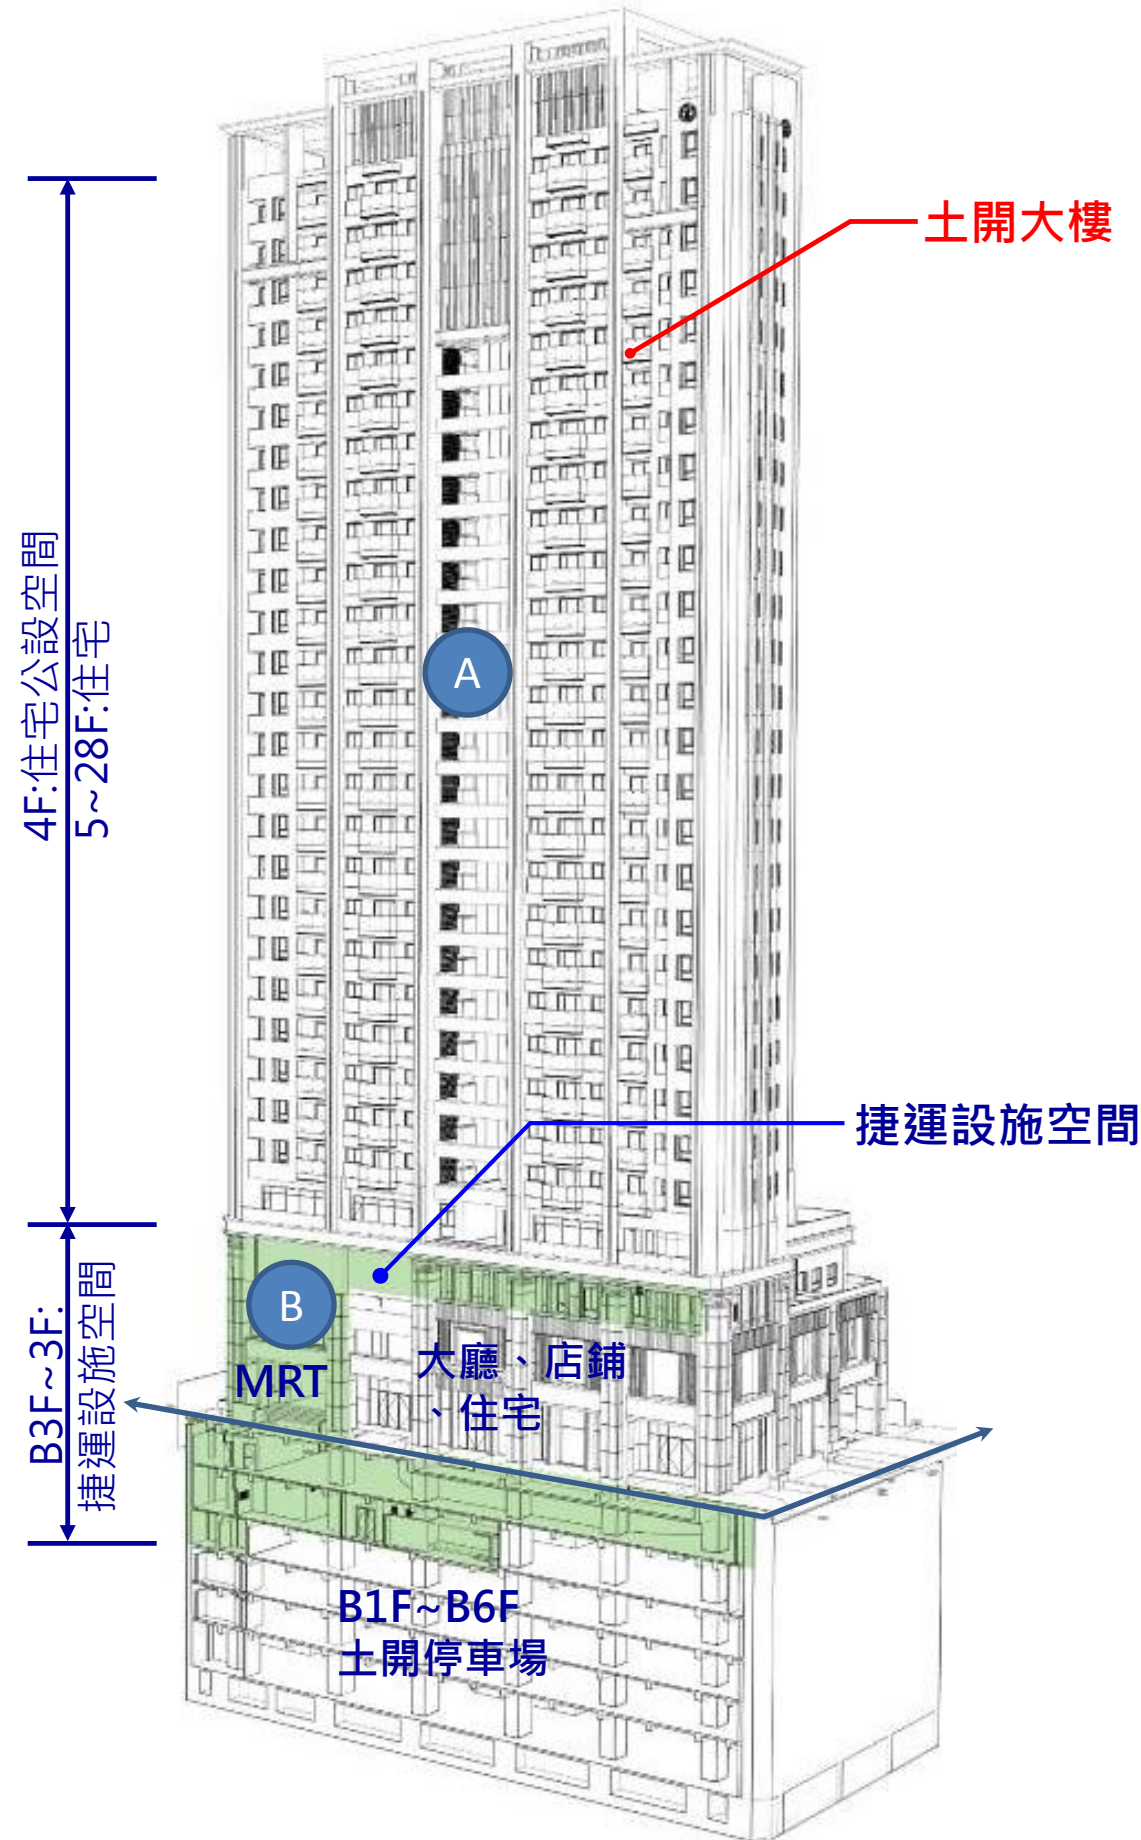 土開大樓
4F:住宅公設空間
5~28F:住宅
A
捷運設施空間
B3F~3F:
捷運設施空間
B
MRT
大廳、店鋪
、住宅
B1F~B6F
土開停車場